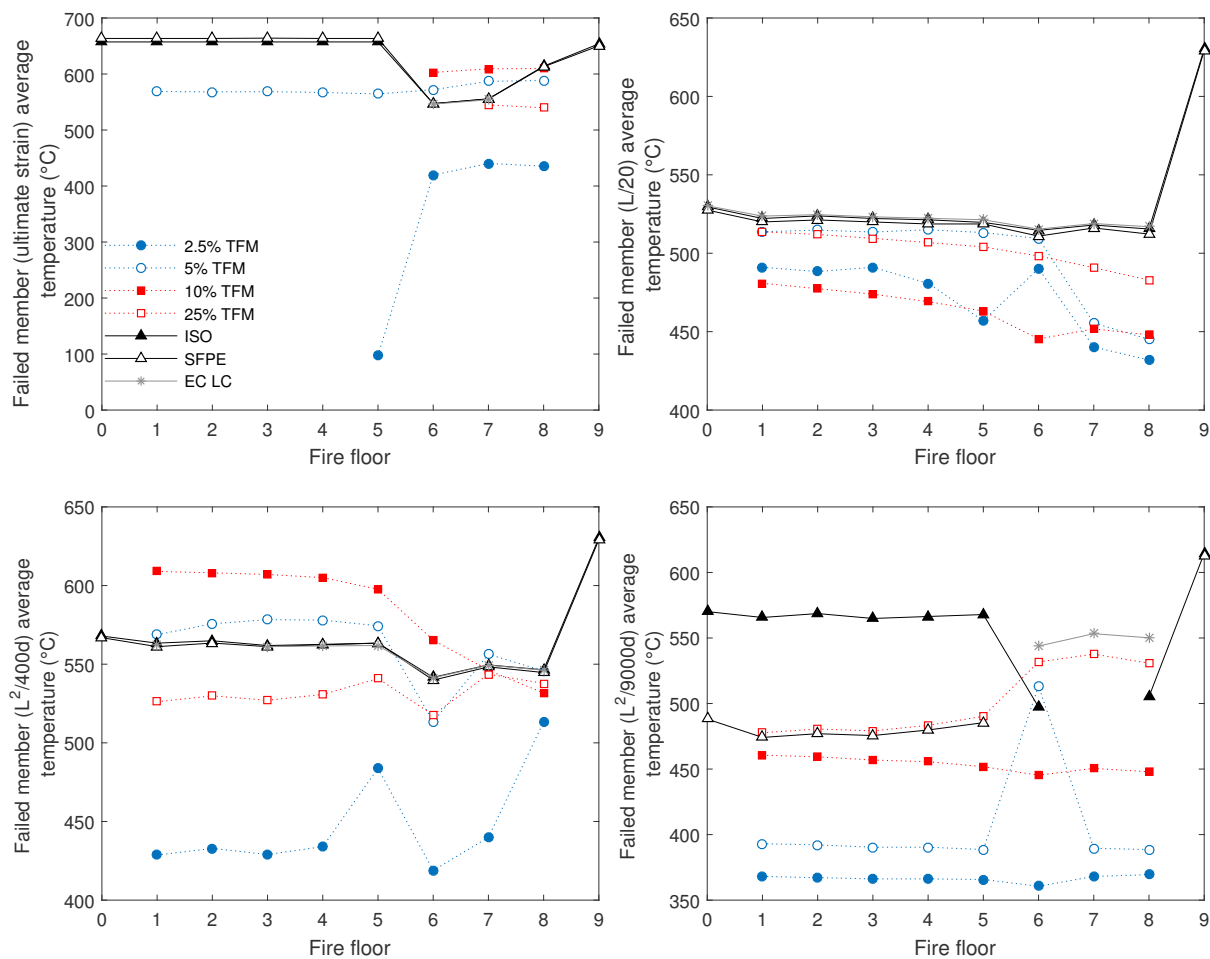 Failed member (ultimate strain) average
temperature (°C)
700
600
500
400
300
200
100
0
2.5% TFM
5% TFM
10% TFM
25% TFM
ISO
SFPE
EC LC
0 1 2 3 4 5 6 7 8 9
Fire floor
Failed member (L/20) average
temperature (°C)
650
600
550
500
450
400
0 1 2 3 4 5 6 7 8 9
Fire floor
Failed member (L²/400d) average
temperature (°C)
650
600
550
500
450
400
0 1 2 3 4 5 6 7 8 9
Fire floor
Failed member (L²/9000d) average
temperature (°C)
650
600
550
500
450
400
350
0 1 2 3 4 5 6 7 8 9
Fire floor